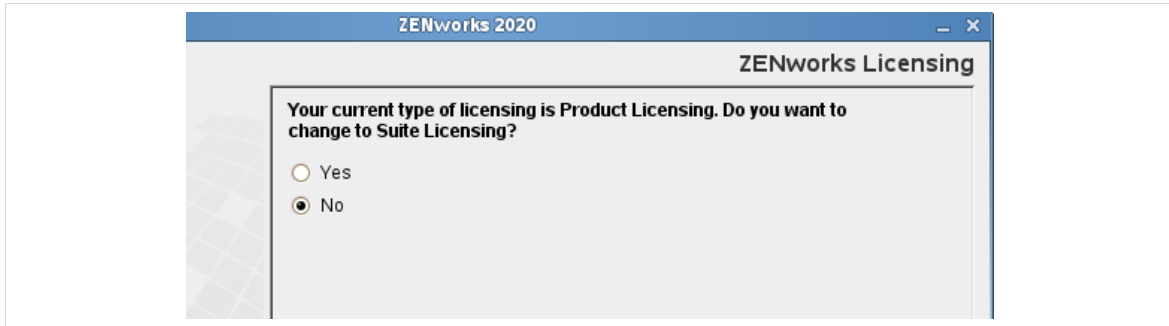 ZENworks 2020
ZENworks Licensing
Your current type of licensing is Product Licensing. Do you want to
change to Suite Licensing?
Yes
No